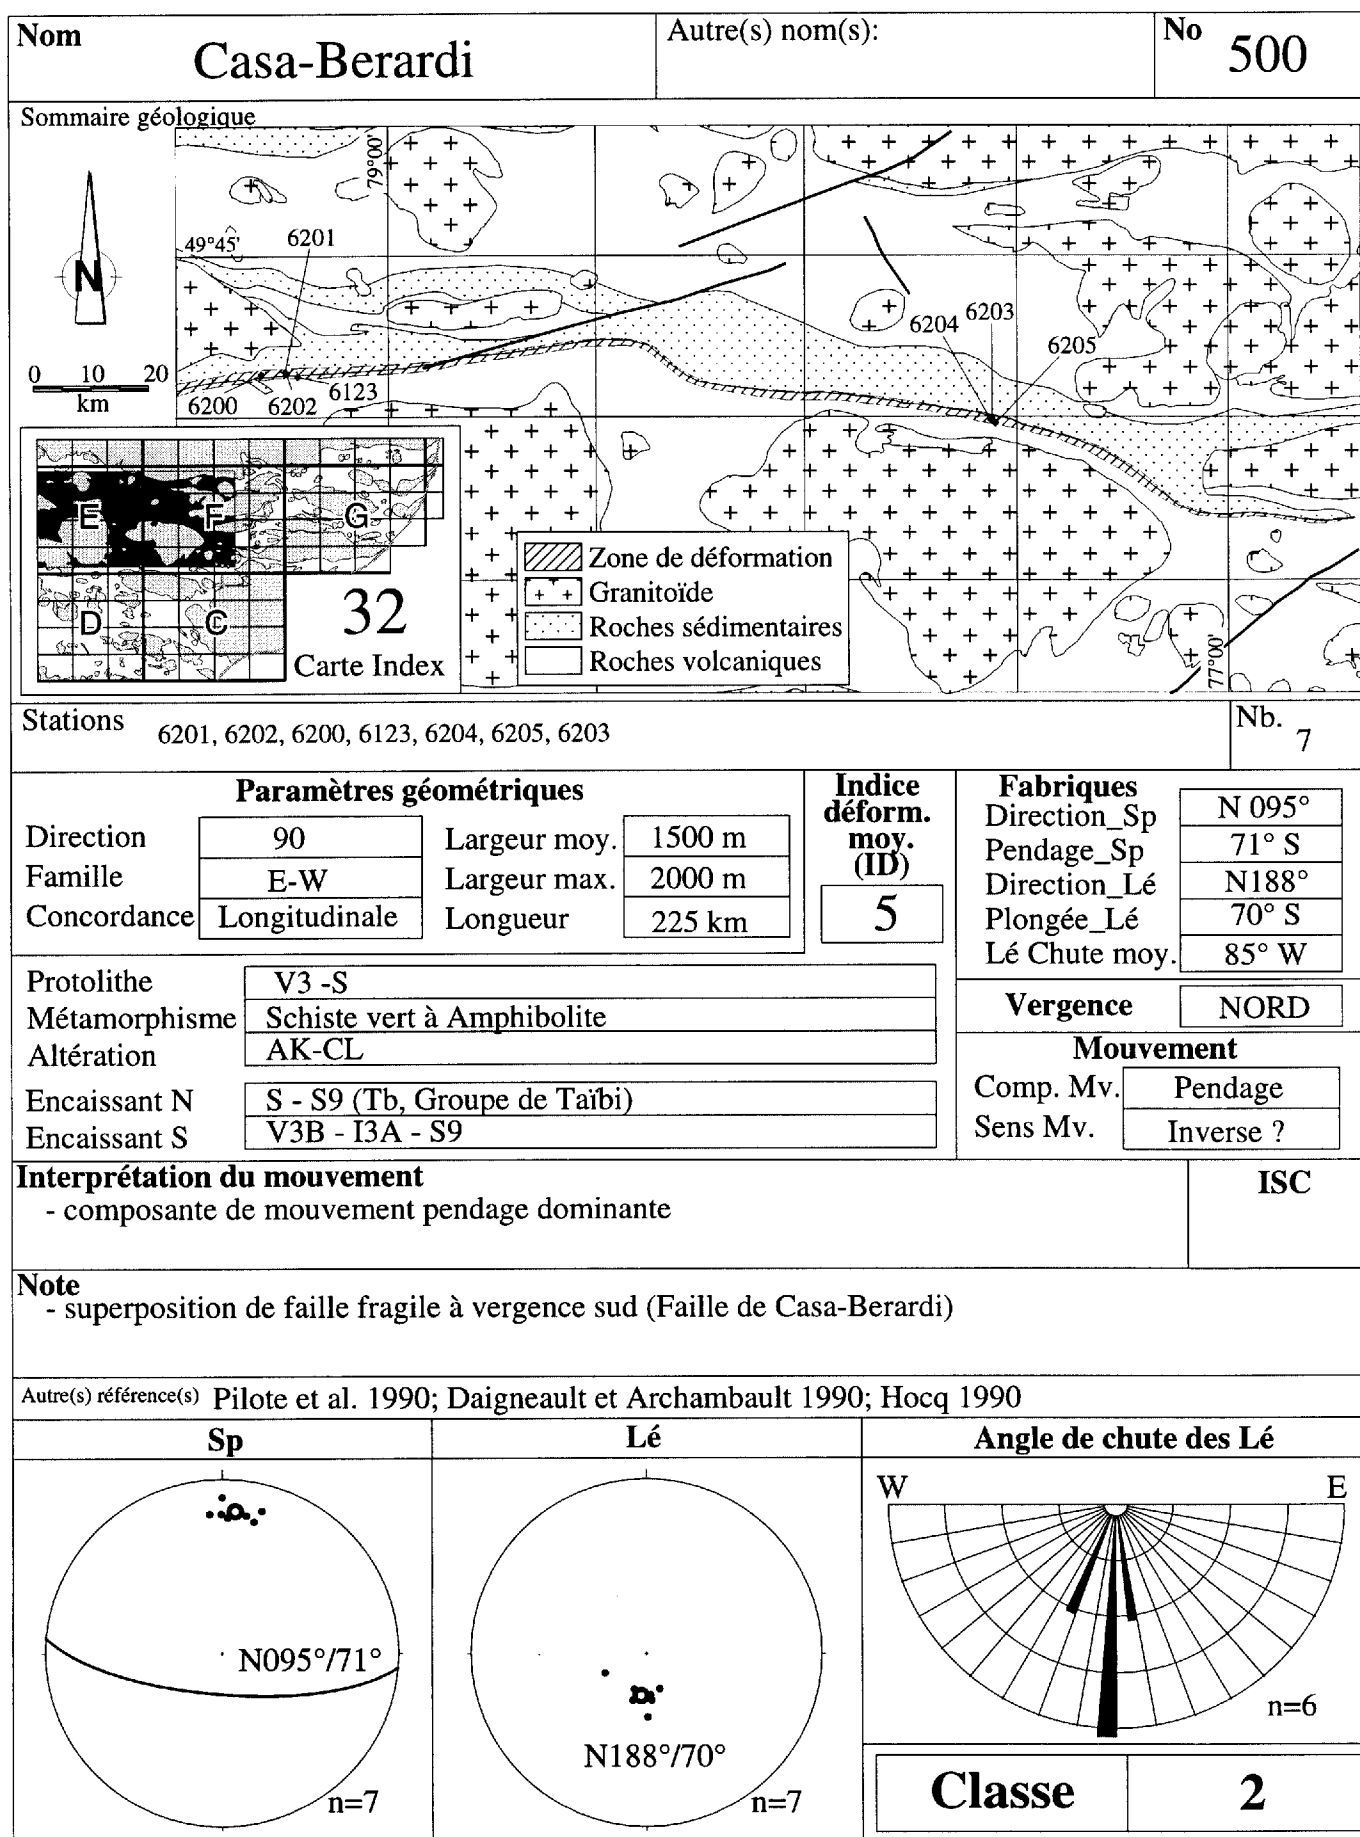 Nom
Casa-Berardi
Autre(s) nom(s):
No
500
Sommaire géologique
79°00'
49°45'
6201
N
0 10 20
km
6200 6202 6123
6204 6203
6205
77°00'
E F G
D C
32
Carte Index
Zone de déformation
Granitoïde
Roches sédimentaires
Roches volcaniques
Stations
6201, 6202, 6200, 6123, 6204, 6205, 6203
Nb.
7
Paramètres géométriques
Direction 90
Famille E-W
Concordance Longitudinale
Largeur moy. 1500 m
Largeur max. 2000 m
Longueur 225 km
Indice
déform.
moy.
(ID)
5
Fabriques
Direction_Sp N 095°
Pendage_Sp 71° S
Direction_Lé N188°
Plongée_Lé 70° S
Lé Chute moy. 85° W
Protolithe V3 -S
Métamorphisme Schiste vert à Amphibolite
Altération AK-CL
Encaissant N S - S9 (Tb, Groupe de Taïbi)
Encaissant S V3B - I3A - S9
Vergence NORD
Mouvement
Comp. Mv. Pendage
Sens Mv. Inverse ?
Interprétation du mouvement
- composante de mouvement pendage dominante
ISC
Note
- superposition de faille fragile à vergence sud (Faille de Casa-Berardi)
Autre(s) référence(s) Pilote et al. 1990; Daigneault et Archambault 1990; Hocq 1990
Sp
N095°/71°
n=7
Lé
N188°/70°
n=7
Angle de chute des Lé
W E
n=6
Classe 2